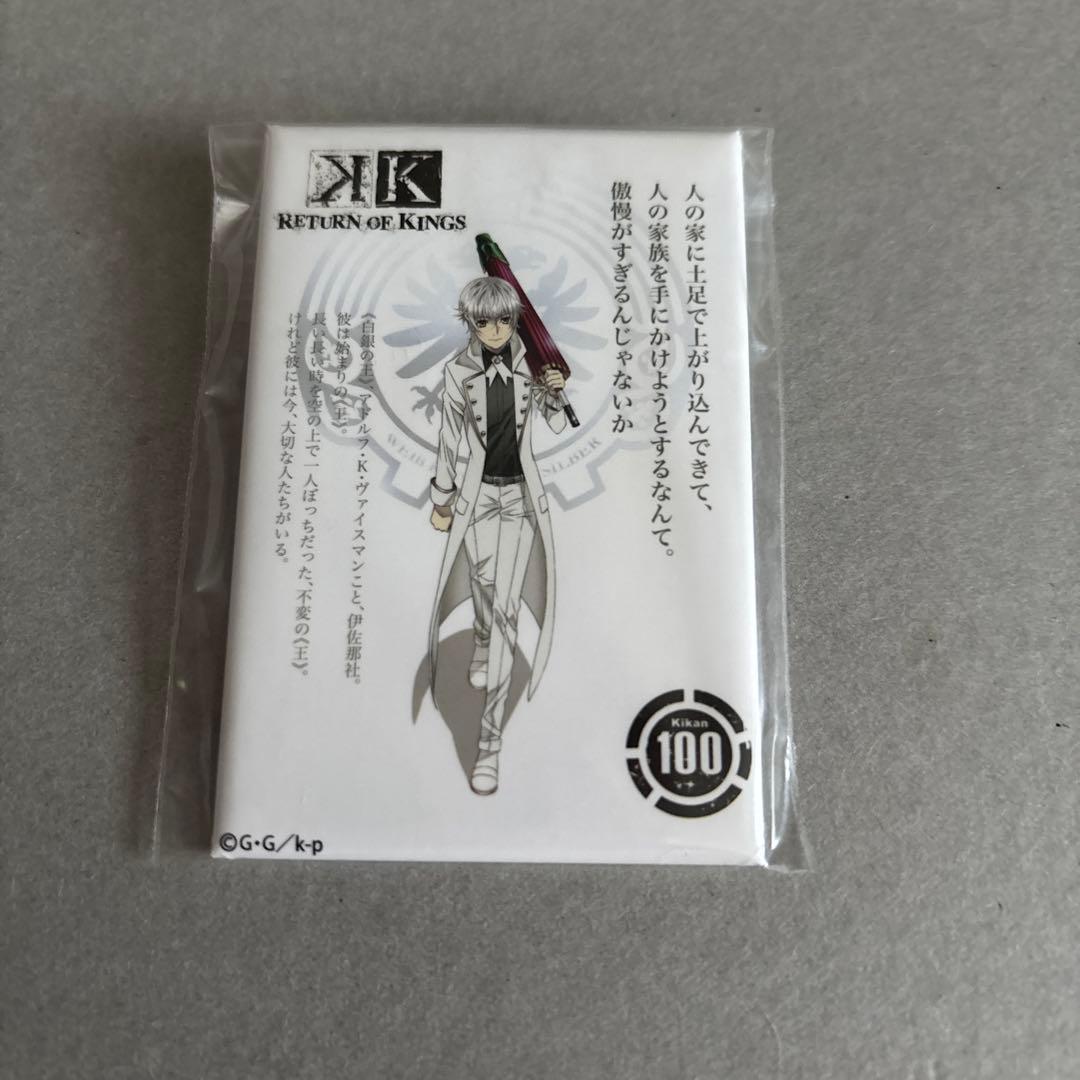 K K
RETURN OF KINGS
人の家に土足で上がり込んできて、
人の家族を手にかけようとするなんて。
傲慢がすぎるんじゃないか
《白銀の王》、アドルフ・K・ヴァイスマンこと、伊佐那社。
彼は始まりの《王》。
長い長い時を空の上で一人ぼっちだった、不変の《王》。
けれど彼には今、大切な人たちがいる。
Kikan
100
©G・G/k-p